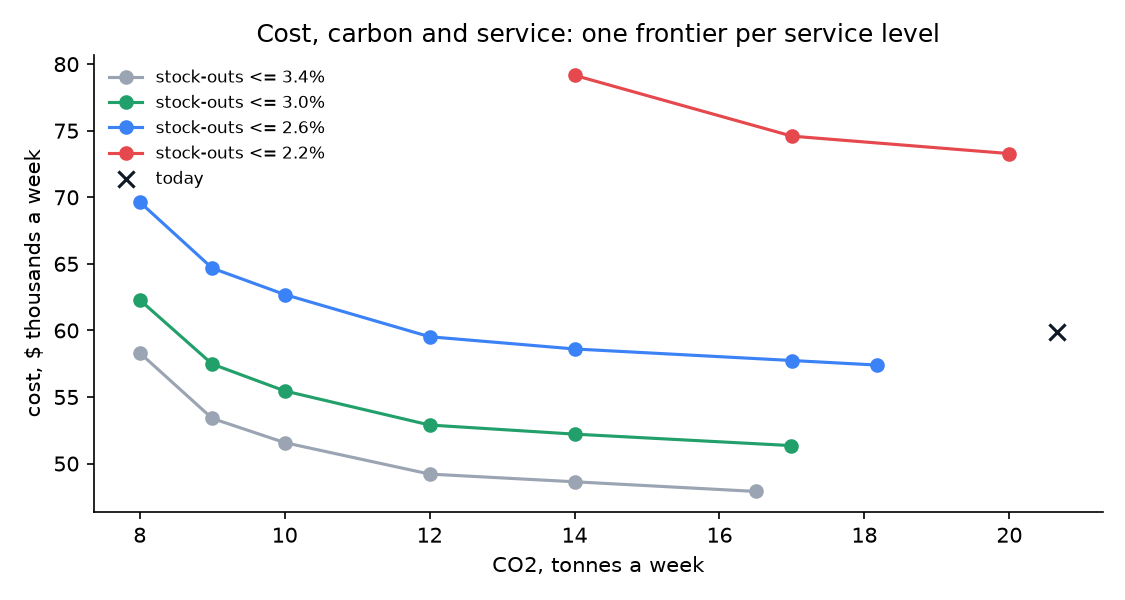 Cost, carbon and service: one frontier per service level
stock-outs <= 3.4%
stock-outs <= 3.0%
stock-outs <= 2.6%
stock-outs <= 2.2%
today
cost, $ thousands a week
80
75
70
65
60
55
50
8 10 12 14 16 18 20
CO2, tonnes a week